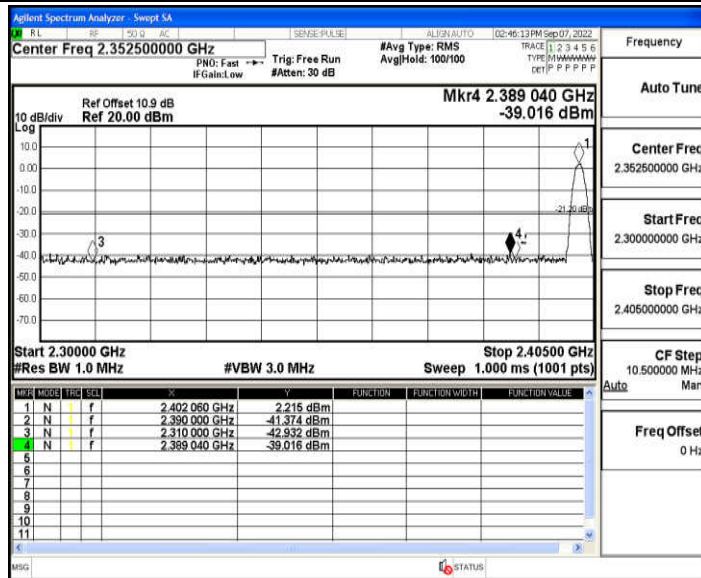 Agilent Spectrum Analyzer - Swept SA
RL RF 50 Ω AC SENSE:PULSE ALIGN AUTO 02:46:13 PM Sep 07, 2022
Center Freq 2.352500000 GHz
PNO: Fast
IFGain:Low
Trig: Free Run
#Atten: 30 dB
#Avg Type: RMS
Avg|Hold: 100/100
TRACE 1 2 3 4 5 6
TYPE MWWWWW
DET P P P P P P
Ref Offset 10.9 dB
Ref 20.00 dBm
10 dB/div
Log
Mkr4 2.389 040 GHz
-39.016 dBm
10.0
0.00
-10.0
-20.0
-30.0
-40.0
-50.0
-60.0
-70.0
1
-21.20 dBm
3
4
2
Start 2.30000 GHz
Stop 2.40500 GHz
#Res BW 1.0 MHz
#VBW 3.0 MHz
Sweep 1.000 ms (1001 pts)
MKR MODE TRC SCL X Y FUNCTION FUNCTION WIDTH FUNCTION VALUE
1 N 1 f 2.402 060 GHz 2.215 dBm
2 N 1 f 2.390 000 GHz -41.374 dBm
3 N 1 f 2.310 000 GHz -42.932 dBm
4 N 1 f 2.389 040 GHz -39.016 dBm
5
6
7
8
9
10
11
MSG
STATUS
Frequency
Auto Tune
Center Freq
2.352500000 GHz
Start Freq
2.300000000 GHz
Stop Freq
2.405000000 GHz
CF Step
10.500000 MHz
Auto Man
Freq Offset
0 Hz